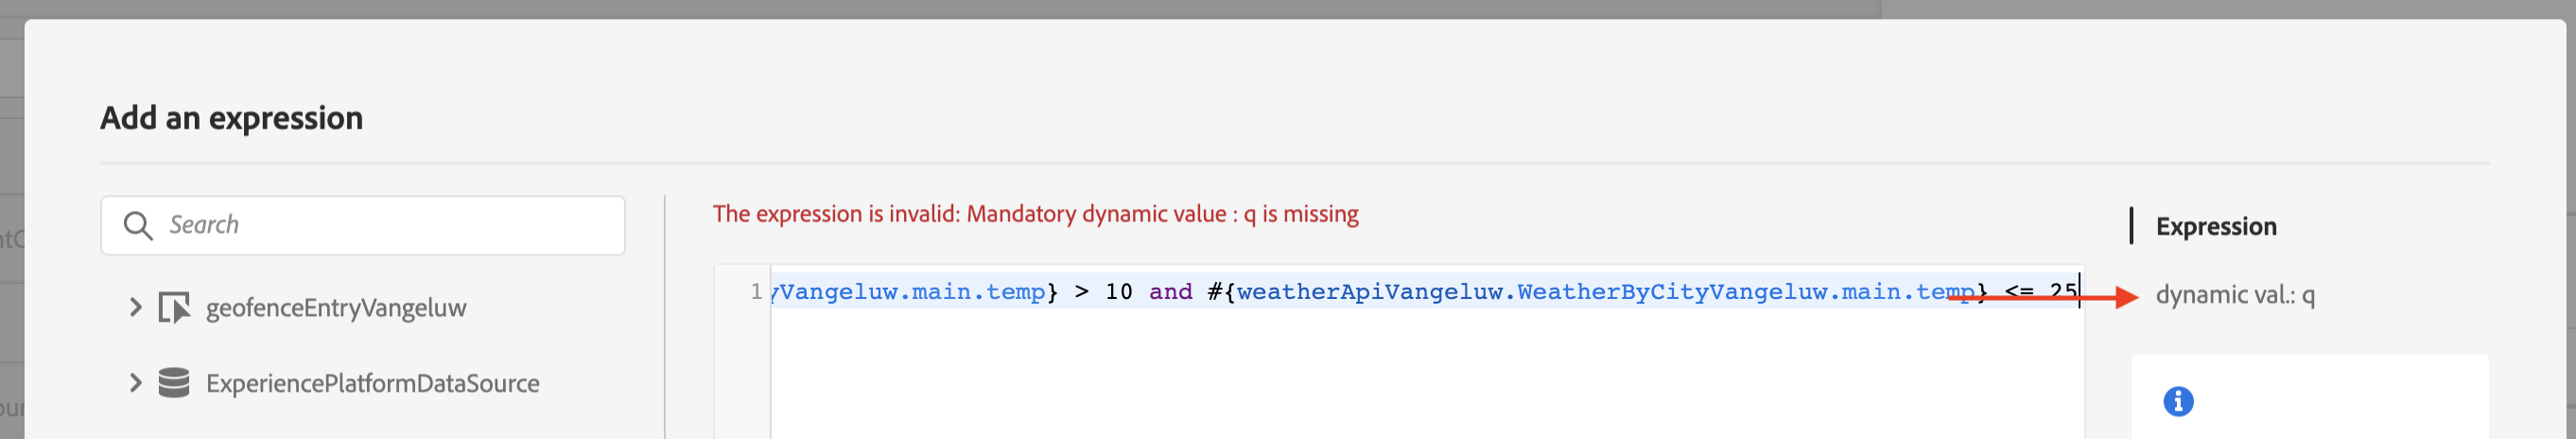 Add an expression
Search
The expression is invalid: Mandatory dynamic value : q is missing
Expression
1 yVangeluw.main.temp} > 10 and #{weatherApiVangeluw.WeatherByCityVangeluw.main.temp} <= 25
dynamic val.: q
geofenceEntryVangeluw
ExperiencePlatformDataSource